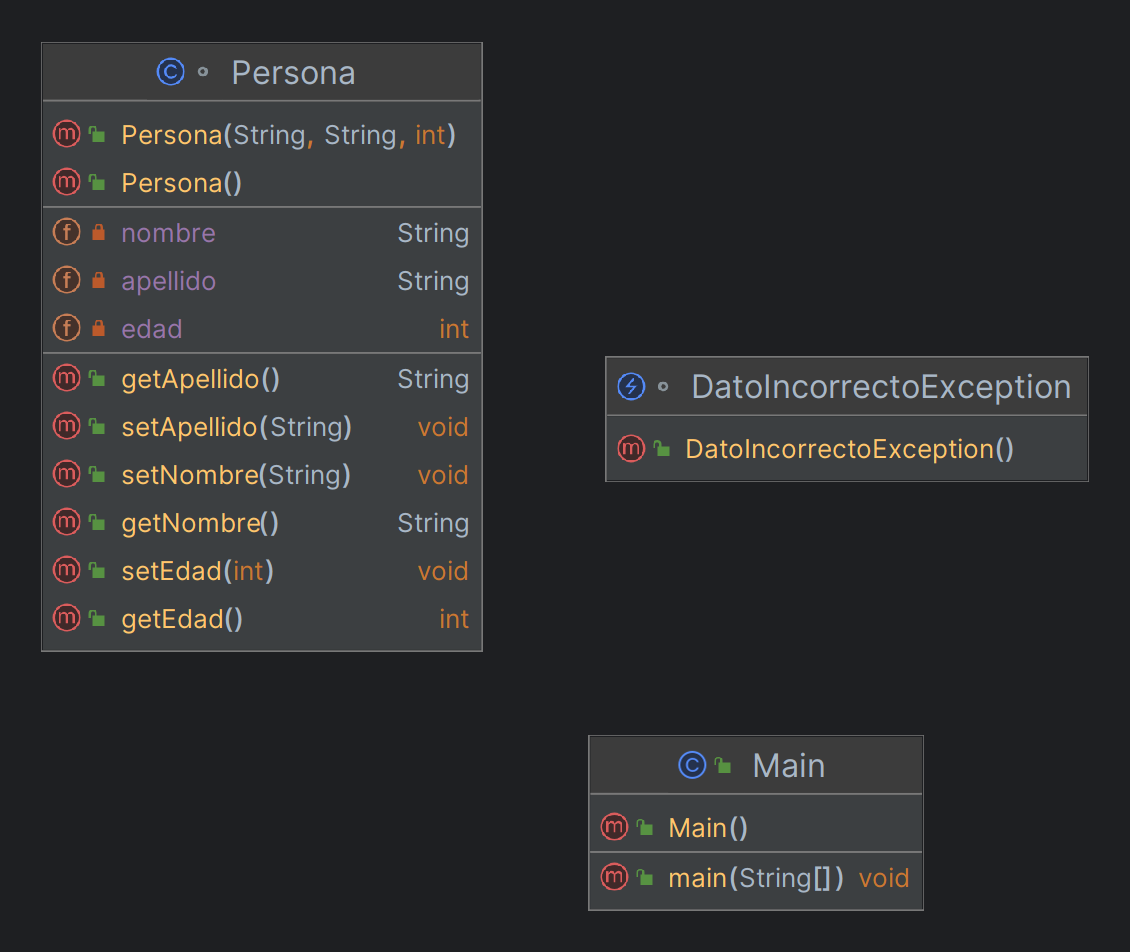 Persona
Persona(String, String, int)
Persona()
nombre String
apellido String
edad int
getApellido() String
setApellido(String) void
setNombre(String) void
getNombre() String
setEdad(int) void
getEdad() int
DatoIncorrectoException
DatoIncorrectoException()
Main
Main()
main(String[]) void